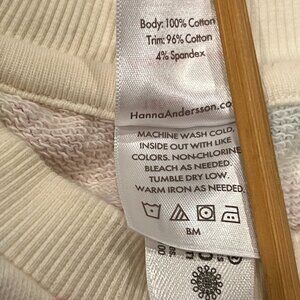 Body: 100% Cotton
Trim: 96% Cotton
4% Spandex
HannaAndersson.co
MACHINE WASH COLD,
INSIDE OUT WITH LIKE
COLORS. NON-CHLORINE
BLEACH AS NEEDED.
TUMBLE DRY LOW.
WARM IRON AS NEEDED.
BM